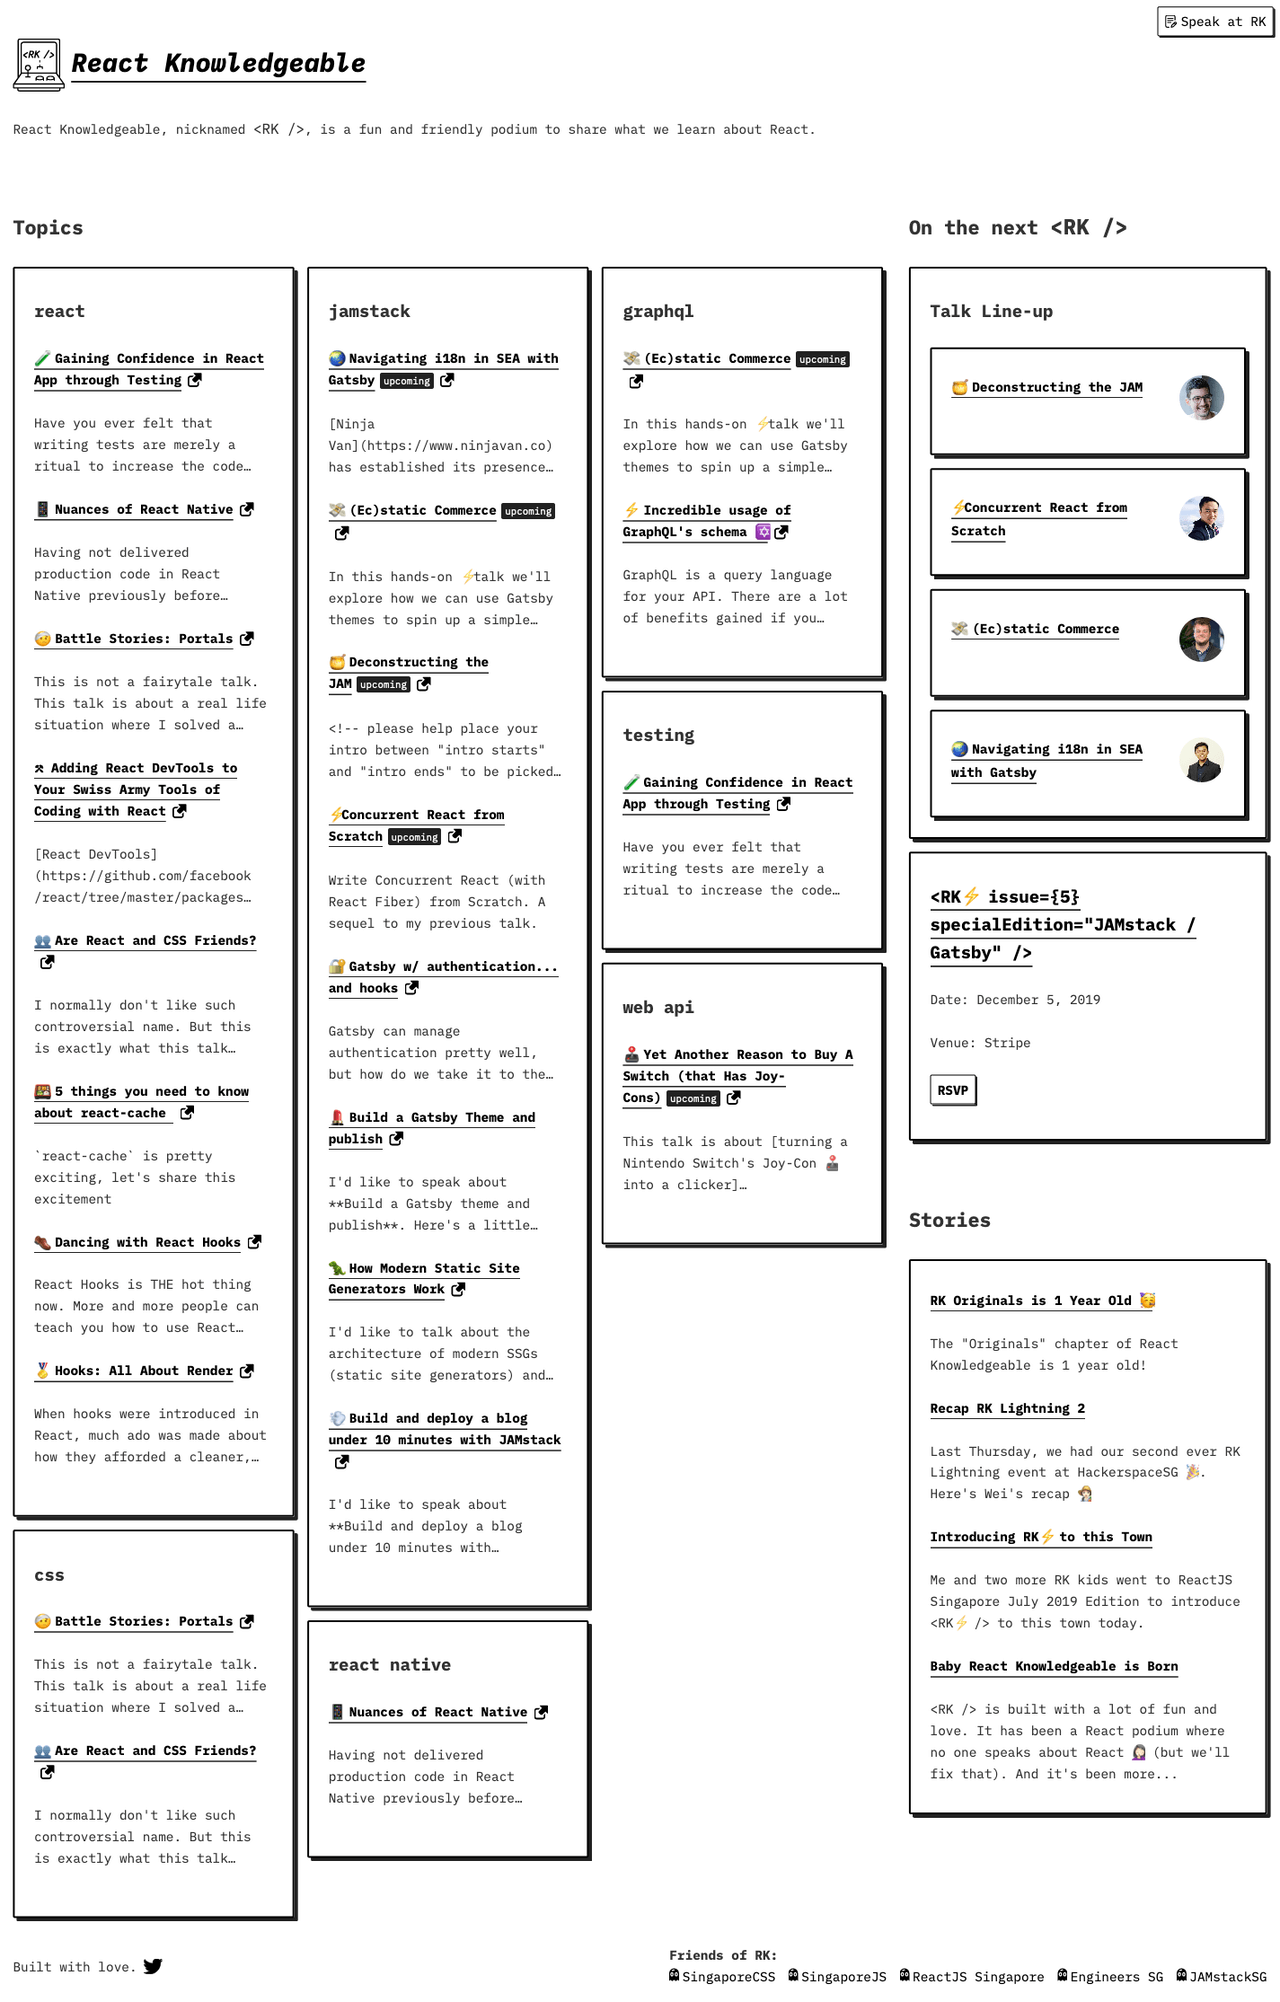 Speak at RK
<RK />
React Knowledgeable
React Knowledgeable, nicknamed <RK />, is a fun and friendly podium to share what we learn about React.
Topics
react
🧪 Gaining Confidence in React
App through Testing
Have you ever felt that
writing tests are merely a
ritual to increase the code…
📱 Nuances of React Native
Having not delivered
production code in React
Native previously before…
🤕 Battle Stories: Portals
This is not a fairytale talk.
This talk is about a real life
situation where I solved a…
⚒ Adding React DevTools to
Your Swiss Army Tools of
Coding with React
[React DevTools]
(https://github.com/facebook
/react/tree/master/packages…
👥 Are React and CSS Friends?
I normally don't like such
controversial name. But this
is exactly what this talk…
🍱 5 things you need to know
about react-cache
`react-cache` is pretty
exciting, let's share this
excitement
👞 Dancing with React Hooks
React Hooks is THE hot thing
now. More and more people can
teach you how to use React…
🏅 Hooks: All About Render
When hooks were introduced in
React, much ado was made about
how they afforded a cleaner,…
css
🤕 Battle Stories: Portals
This is not a fairytale talk.
This talk is about a real life
situation where I solved a…
👥 Are React and CSS Friends?
I normally don't like such
controversial name. But this
is exactly what this talk…
jamstack
🌏 Navigating i18n in SEA with
Gatsby upcoming
[Ninja
Van](https://www.ninjavan.co)
has established its presence…
💸 (Ec)static Commerce upcoming
In this hands-on ⚡talk we'll
explore how we can use Gatsby
themes to spin up a simple…
🍯 Deconstructing the
JAM upcoming
<!-- please help place your
intro between "intro starts"
and "intro ends" to be picked…
⚡Concurrent React from
Scratch upcoming
Write Concurrent React (with
React Fiber) from Scratch. A
sequel to my previous talk.
🔐 Gatsby w/ authentication...
and hooks
Gatsby can manage
authentication pretty well,
but how do we take it to the…
💄 Build a Gatsby Theme and
publish
I'd like to speak about
**Build a Gatsby theme and
publish**. Here's a little…
🦖 How Modern Static Site
Generators Work
I'd like to talk about the
architecture of modern SSGs
(static site generators) and…
💨 Build and deploy a blog
under 10 minutes with JAMstack
I'd like to speak about
**Build and deploy a blog
under 10 minutes with…
react native
📱 Nuances of React Native
Having not delivered
production code in React
Native previously before…
graphql
💸 (Ec)static Commerce upcoming
In this hands-on ⚡talk we'll
explore how we can use Gatsby
themes to spin up a simple…
⚡ Incredible usage of
GraphQL's schema 🔯
GraphQL is a query language
for your API. There are a lot
of benefits gained if you…
testing
🧪 Gaining Confidence in React
App through Testing
Have you ever felt that
writing tests are merely a
ritual to increase the code…
web api
🕹 Yet Another Reason to Buy A
Switch (that Has Joy-
Cons) upcoming
This talk is about [turning a
Nintendo Switch's Joy-Con 🕹
into a clicker]…
On the next <RK />
Talk Line-up
🍯 Deconstructing the JAM
⚡Concurrent React from
Scratch
💸 (Ec)static Commerce
🌏 Navigating i18n in SEA
with Gatsby
<RK⚡ issue={5}
specialEdition="JAMstack /
Gatsby" />
Date: December 5, 2019
Venue: Stripe
RSVP
Stories
RK Originals is 1 Year Old 🥳
The "Originals" chapter of React
Knowledgeable is 1 year old!
Recap RK Lightning 2
Last Thursday, we had our second ever RK
Lightning event at HackerspaceSG 🎉.
Here's Wei's recap 👩‍🌾
Introducing RK⚡ to this Town
Me and two more RK kids went to ReactJS
Singapore July 2019 Edition to introduce
<RK⚡ /> to this town today.
Baby React Knowledgeable is Born
<RK /> is built with a lot of fun and
love. It has been a React podium where
no one speaks about React 🤦🏻‍♀️ (but we'll
fix that). And it's been more...
Built with love.
Friends of RK:
SingaporeCSS SingaporeJS ReactJS Singapore Engineers SG JAMstackSG